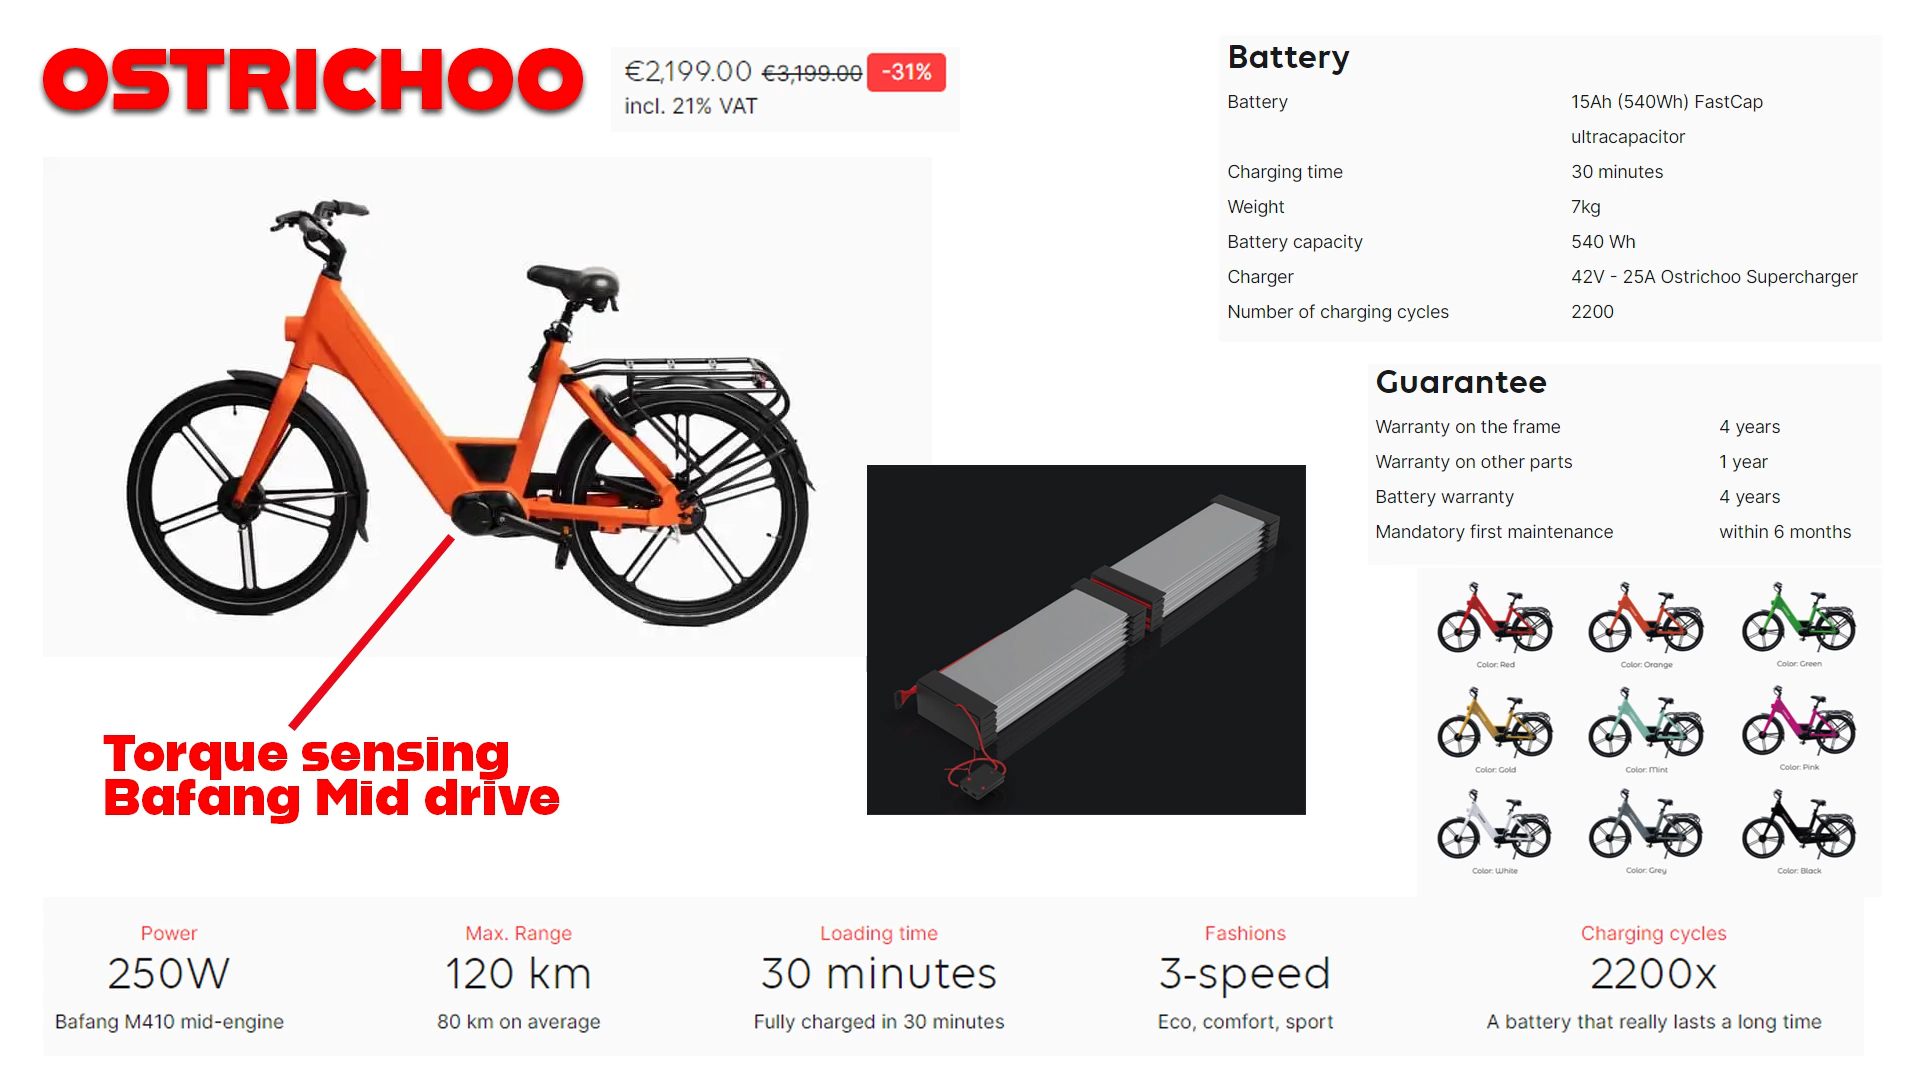 OSTRICHOO
€2,199.00 €3,199.00 -31%
incl. 21% VAT
Battery
Battery 15Ah (540Wh) FastCap
ultracapacitor
Charging time 30 minutes
Weight 7kg
Battery capacity 540 Wh
Charger 42V - 25A Ostrichoo Supercharger
Number of charging cycles 2200
Guarantee
Warranty on the frame 4 years
Warranty on other parts 1 year
Battery warranty 4 years
Mandatory first maintenance within 6 months
Color: Red Color: Orange Color: Green
Color: Gold Color: Mint Color: Pink
Color: White Color: Grey Color: Black
Torque sensing
Bafang Mid drive
Power Max. Range Loading time Fashions Charging cycles
250W 120 km 30 minutes 3-speed 2200x
Bafang M410 mid-engine 80 km on average Fully charged in 30 minutes Eco, comfort, sport A battery that really lasts a long time